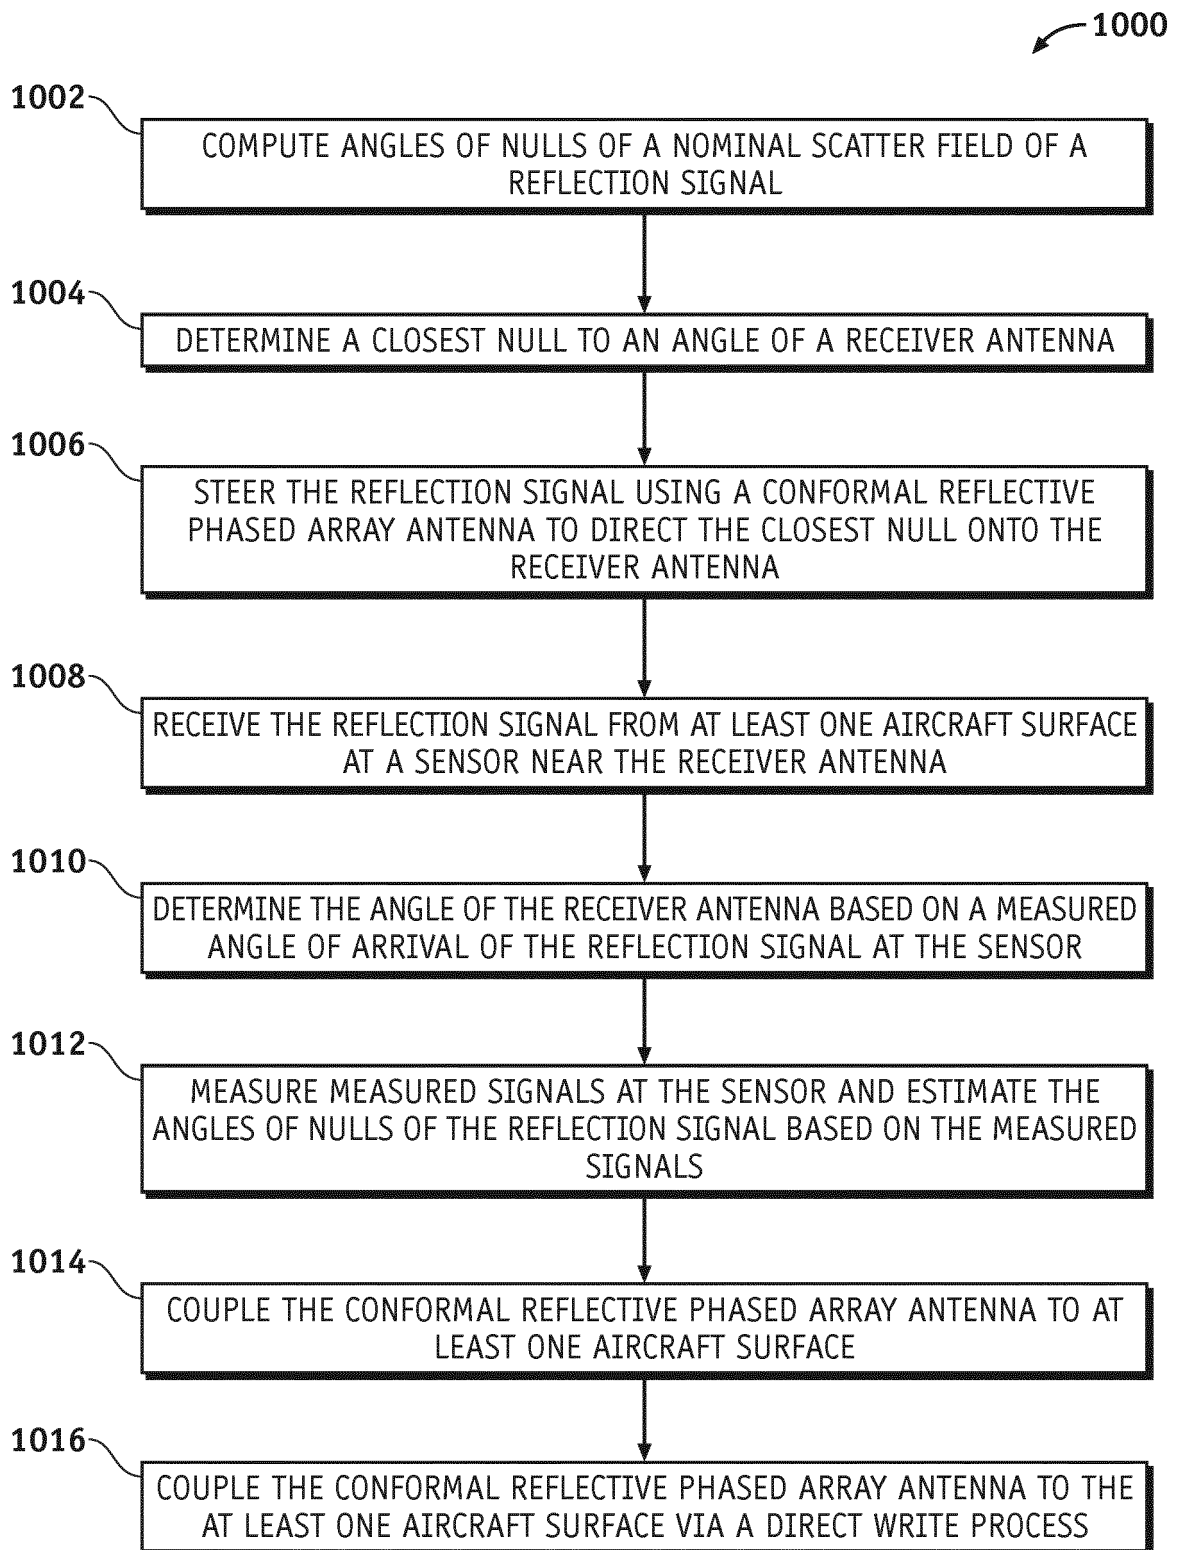 1000
1002
COMPUTE ANGLES OF NULLS OF A NOMINAL SCATTER FIELD OF A
REFLECTION SIGNAL
1004
DETERMINE A CLOSEST NULL TO AN ANGLE OF A RECEIVER ANTENNA
1006
STEER THE REFLECTION SIGNAL USING A CONFORMAL REFLECTIVE
PHASED ARRAY ANTENNA TO DIRECT THE CLOSEST NULL ONTO THE
RECEIVER ANTENNA
1008
RECEIVE THE REFLECTION SIGNAL FROM AT LEAST ONE AIRCRAFT SURFACE
AT A SENSOR NEAR THE RECEIVER ANTENNA
1010
DETERMINE THE ANGLE OF THE RECEIVER ANTENNA BASED ON A MEASURED
ANGLE OF ARRIVAL OF THE REFLECTION SIGNAL AT THE SENSOR
1012
MEASURE MEASURED SIGNALS AT THE SENSOR AND ESTIMATE THE
ANGLES OF NULLS OF THE REFLECTION SIGNAL BASED ON THE MEASURED
SIGNALS
1014
COUPLE THE CONFORMAL REFLECTIVE PHASED ARRAY ANTENNA TO AT
LEAST ONE AIRCRAFT SURFACE
1016
COUPLE THE CONFORMAL REFLECTIVE PHASED ARRAY ANTENNA TO THE
AT LEAST ONE AIRCRAFT SURFACE VIA A DIRECT WRITE PROCESS